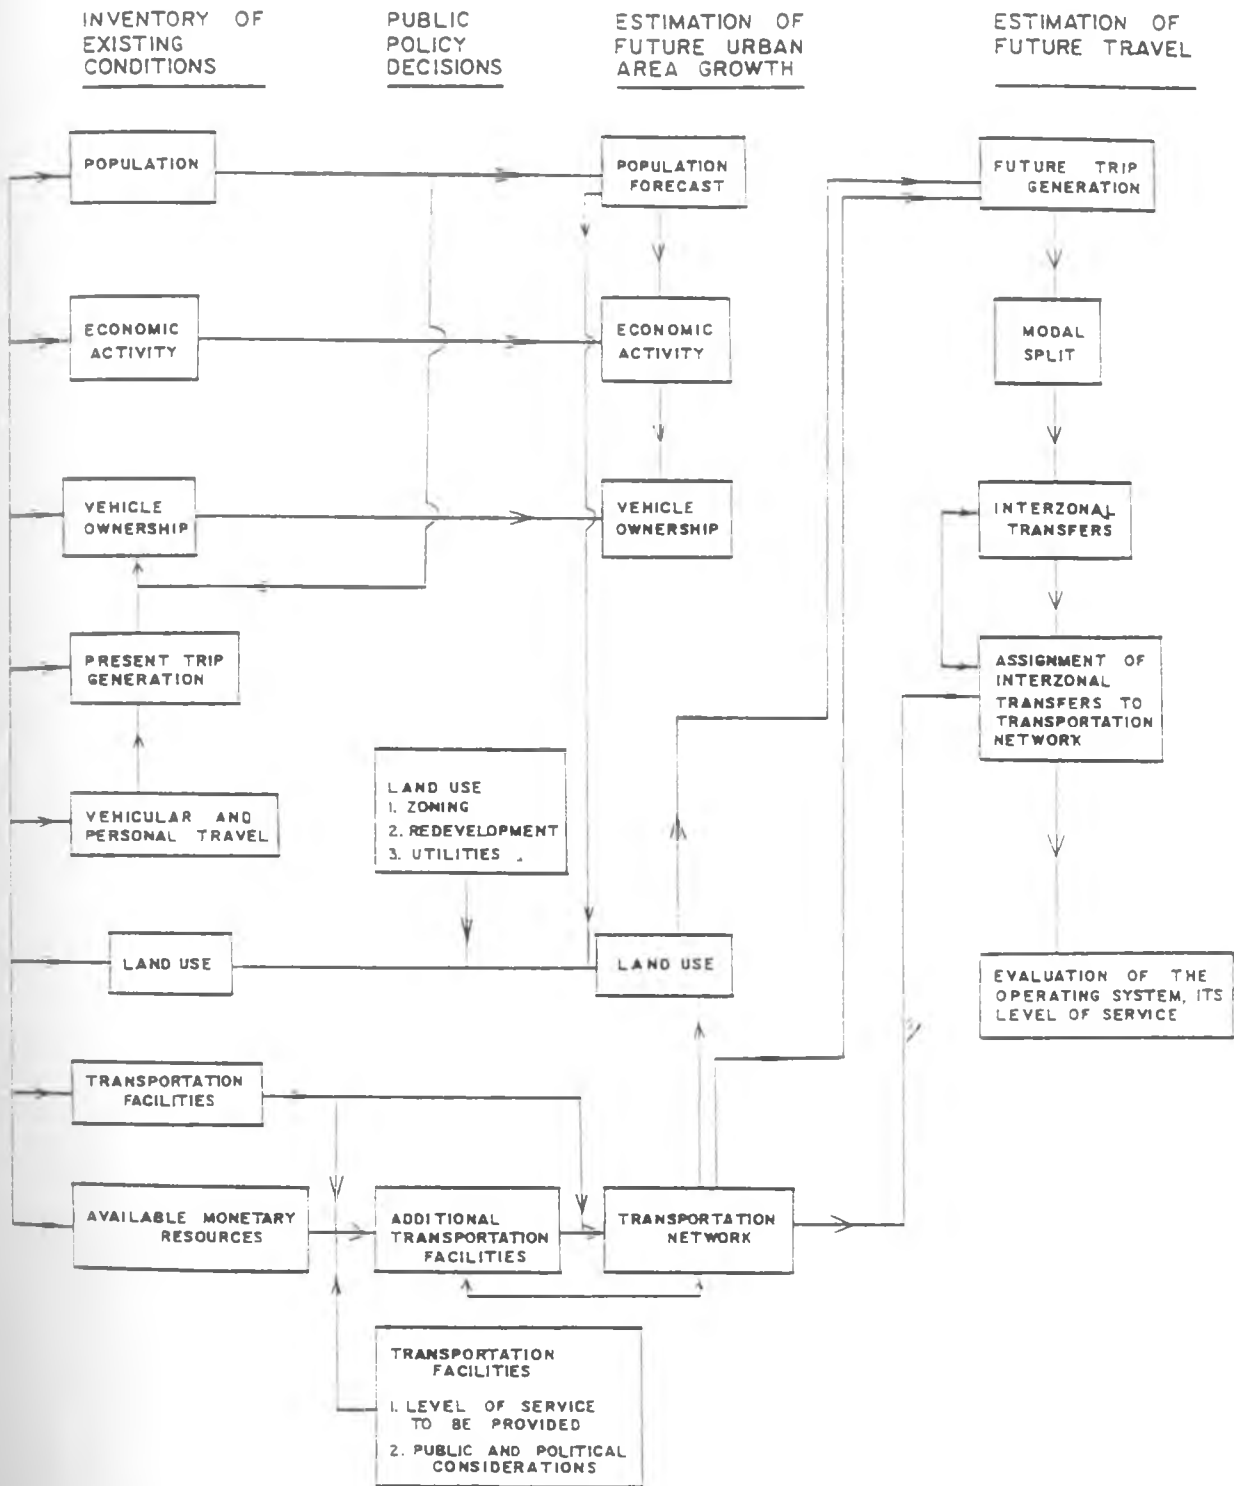 INVENTORY OF
EXISTING
CONDITIONS
PUBLIC
POLICY
DECISIONS
ESTIMATION OF
FUTURE URBAN
AREA GROWTH
ESTIMATION OF
FUTURE TRAVEL
POPULATION
POPULATION
FORECAST
FUTURE TRIP
GENERATION
ECONOMIC
ACTIVITY
ECONOMIC
ACTIVITY
MODAL
SPLIT
VEHICLE
OWNERSHIP
VEHICLE
OWNERSHIP
INTERZONAL
TRANSFERS
PRESENT TRIP
GENERATION
ASSIGNMENT OF
INTERZONAL
TRANSFERS TO
TRANSPORTATION
NETWORK
VEHICULAR AND
PERSONAL TRAVEL
LAND USE
1. ZONING
2. REDEVELOPMENT
3. UTILITIES
LAND USE
LAND USE
EVALUATION OF THE
OPERATING SYSTEM, ITS
LEVEL OF SERVICE
TRANSPORTATION
FACILITIES
AVAILABLE MONETARY
RESOURCES
ADDITIONAL
TRANSPORTATION
FACILITIES
TRANSPORTATION
NETWORK
TRANSPORTATION
FACILITIES
1. LEVEL OF SERVICE
TO BE PROVIDED
2. PUBLIC AND POLITICAL
CONSIDERATIONS